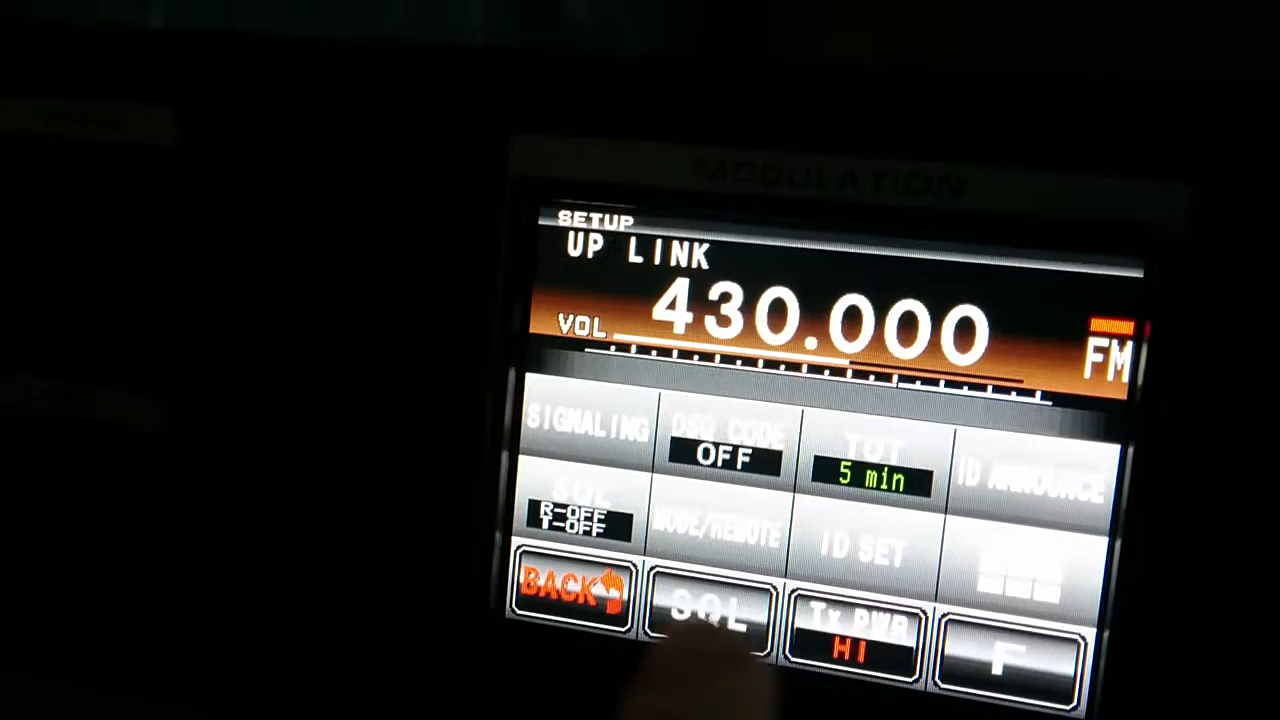 MODULATION
SETUP
UP LINK
430.000
VOL
FM
SIGNALING
DSQ CODE
OFF
TOT
5 min
ID ANNOUNCE
SQL
R-OFF
T-OFF
MODE/REMOTE
ID SET
BACK
SQL
Tx PWR
HI
F